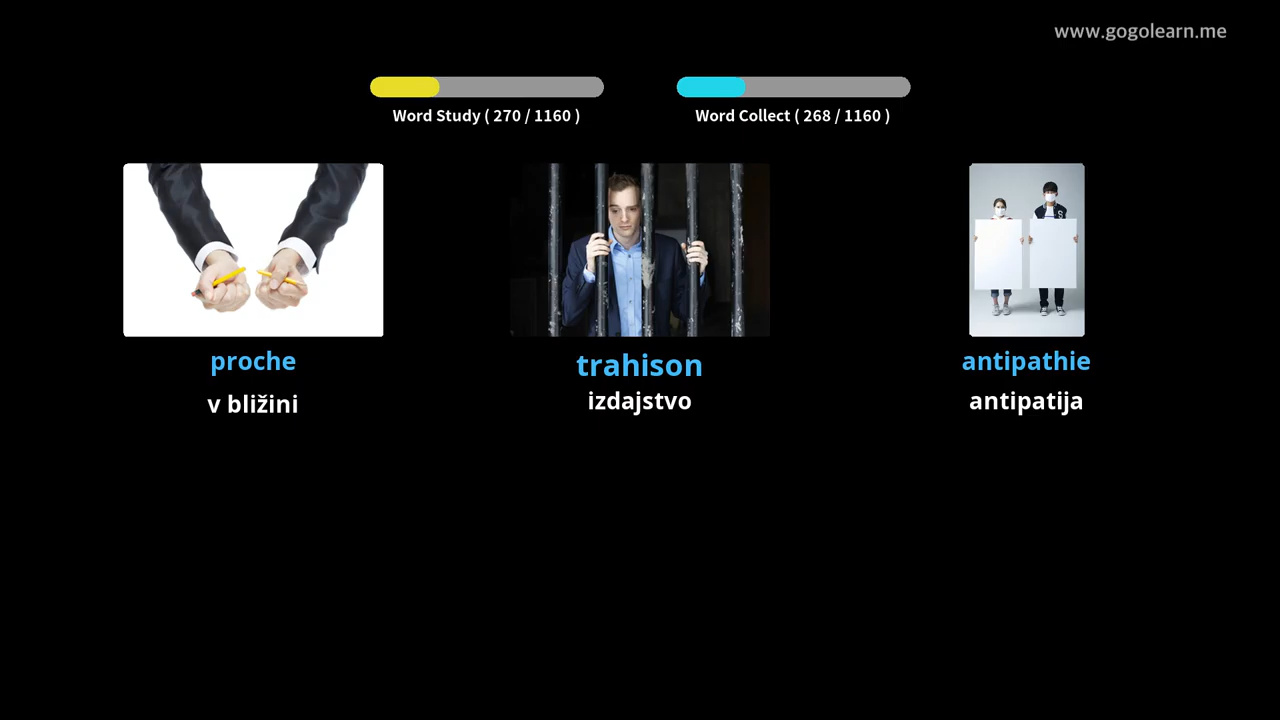 www.gogolearn.me
Word Study ( 270 / 1160 )
Word Collect ( 268 / 1160 )
proche
trahison
antipathie
v bližini
izdajstvo
antipatija